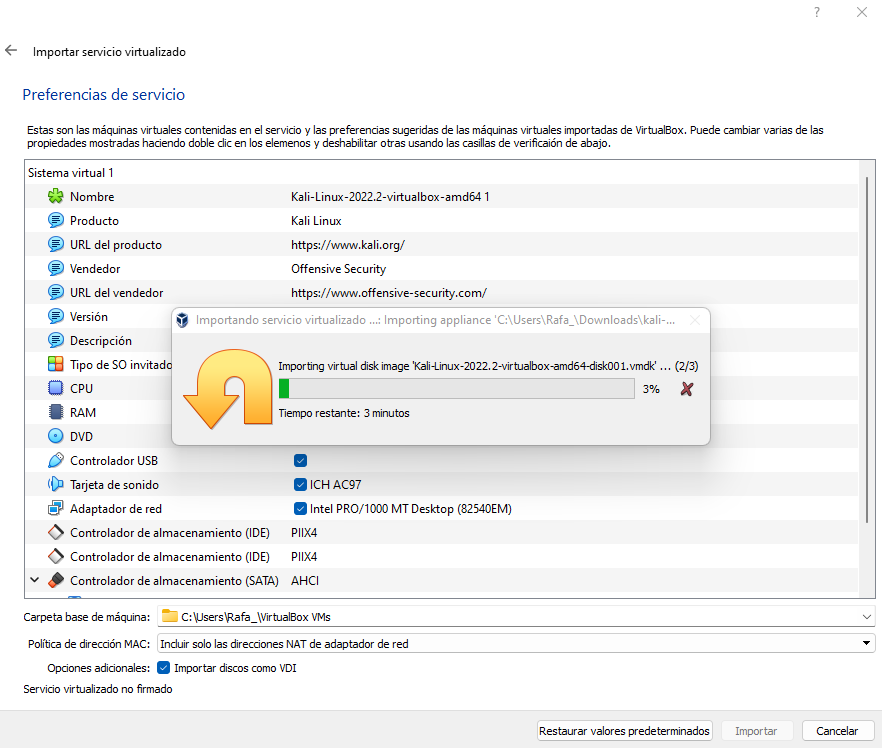 ?
Importar servicio virtualizado
Preferencias de servicio
Estas son las máquinas virtuales contenidas en el servicio y las preferencias sugeridas de las máquinas virtuales importadas de VirtualBox. Puede cambiar varias de las
propiedades mostradas haciendo doble clic en los elemenos y deshabilitar otras usando las casillas de verificaión de abajo.
Sistema virtual 1
Nombre Kali-Linux-2022.2-virtualbox-amd64 1
Producto Kali Linux
URL del producto https://www.kali.org/
Vendedor Offensive Security
URL del vendedor https://www.offensive-security.com/
Versión
Descripción
Tipo de SO invitado
CPU
RAM
DVD
Importando servicio virtualizado ...: Importing appliance 'C:\Users\Rafa_\Downloads\kali-...
Importing virtual disk image 'Kali-Linux-2022.2-virtualbox-amd64-disk001.vmdk' ... (2/3)
3%
Tiempo restante: 3 minutos
Controlador USB
Tarjeta de sonido ICH AC97
Adaptador de red Intel PRO/1000 MT Desktop (82540EM)
Controlador de almacenamiento (IDE) PIIX4
Controlador de almacenamiento (IDE) PIIX4
Controlador de almacenamiento (SATA) AHCI
Carpeta base de máquina: C:\Users\Rafa_\VirtualBox VMs
Política de dirección MAC: Incluir solo las direcciones NAT de adaptador de red
Opciones adicionales: Importar discos como VDI
Servicio virtualizado no firmado
Restaurar valores predeterminados Importar Cancelar